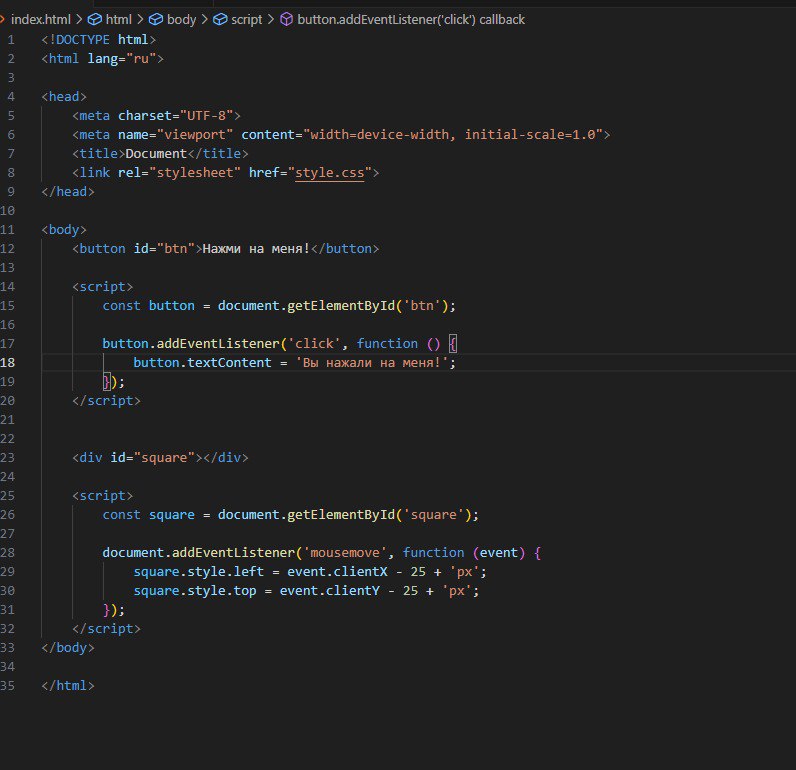 index.html > html > body > script > button.addEventListener('click') callback
1 <!DOCTYPE html>
2 <html lang="ru">
3
4 <head>
5 <meta charset="UTF-8">
6 <meta name="viewport" content="width=device-width, initial-scale=1.0">
7 <title>Document</title>
8 <link rel="stylesheet" href="style.css">
9 </head>
10
11 <body>
12 <button id="btn">Нажми на меня!</button>
13
14 <script>
15 const button = document.getElementById('btn');
16
17 button.addEventListener('click', function () {
18 button.textContent = 'Вы нажали на меня!';
19 });
20 </script>
21
22
23 <div id="square"></div>
24
25 <script>
26 const square = document.getElementById('square');
27
28 document.addEventListener('mousemove', function (event) {
29 square.style.left = event.clientX - 25 + 'px';
30 square.style.top = event.clientY - 25 + 'px';
31 });
32 </script>
33 </body>
34
35 </html>